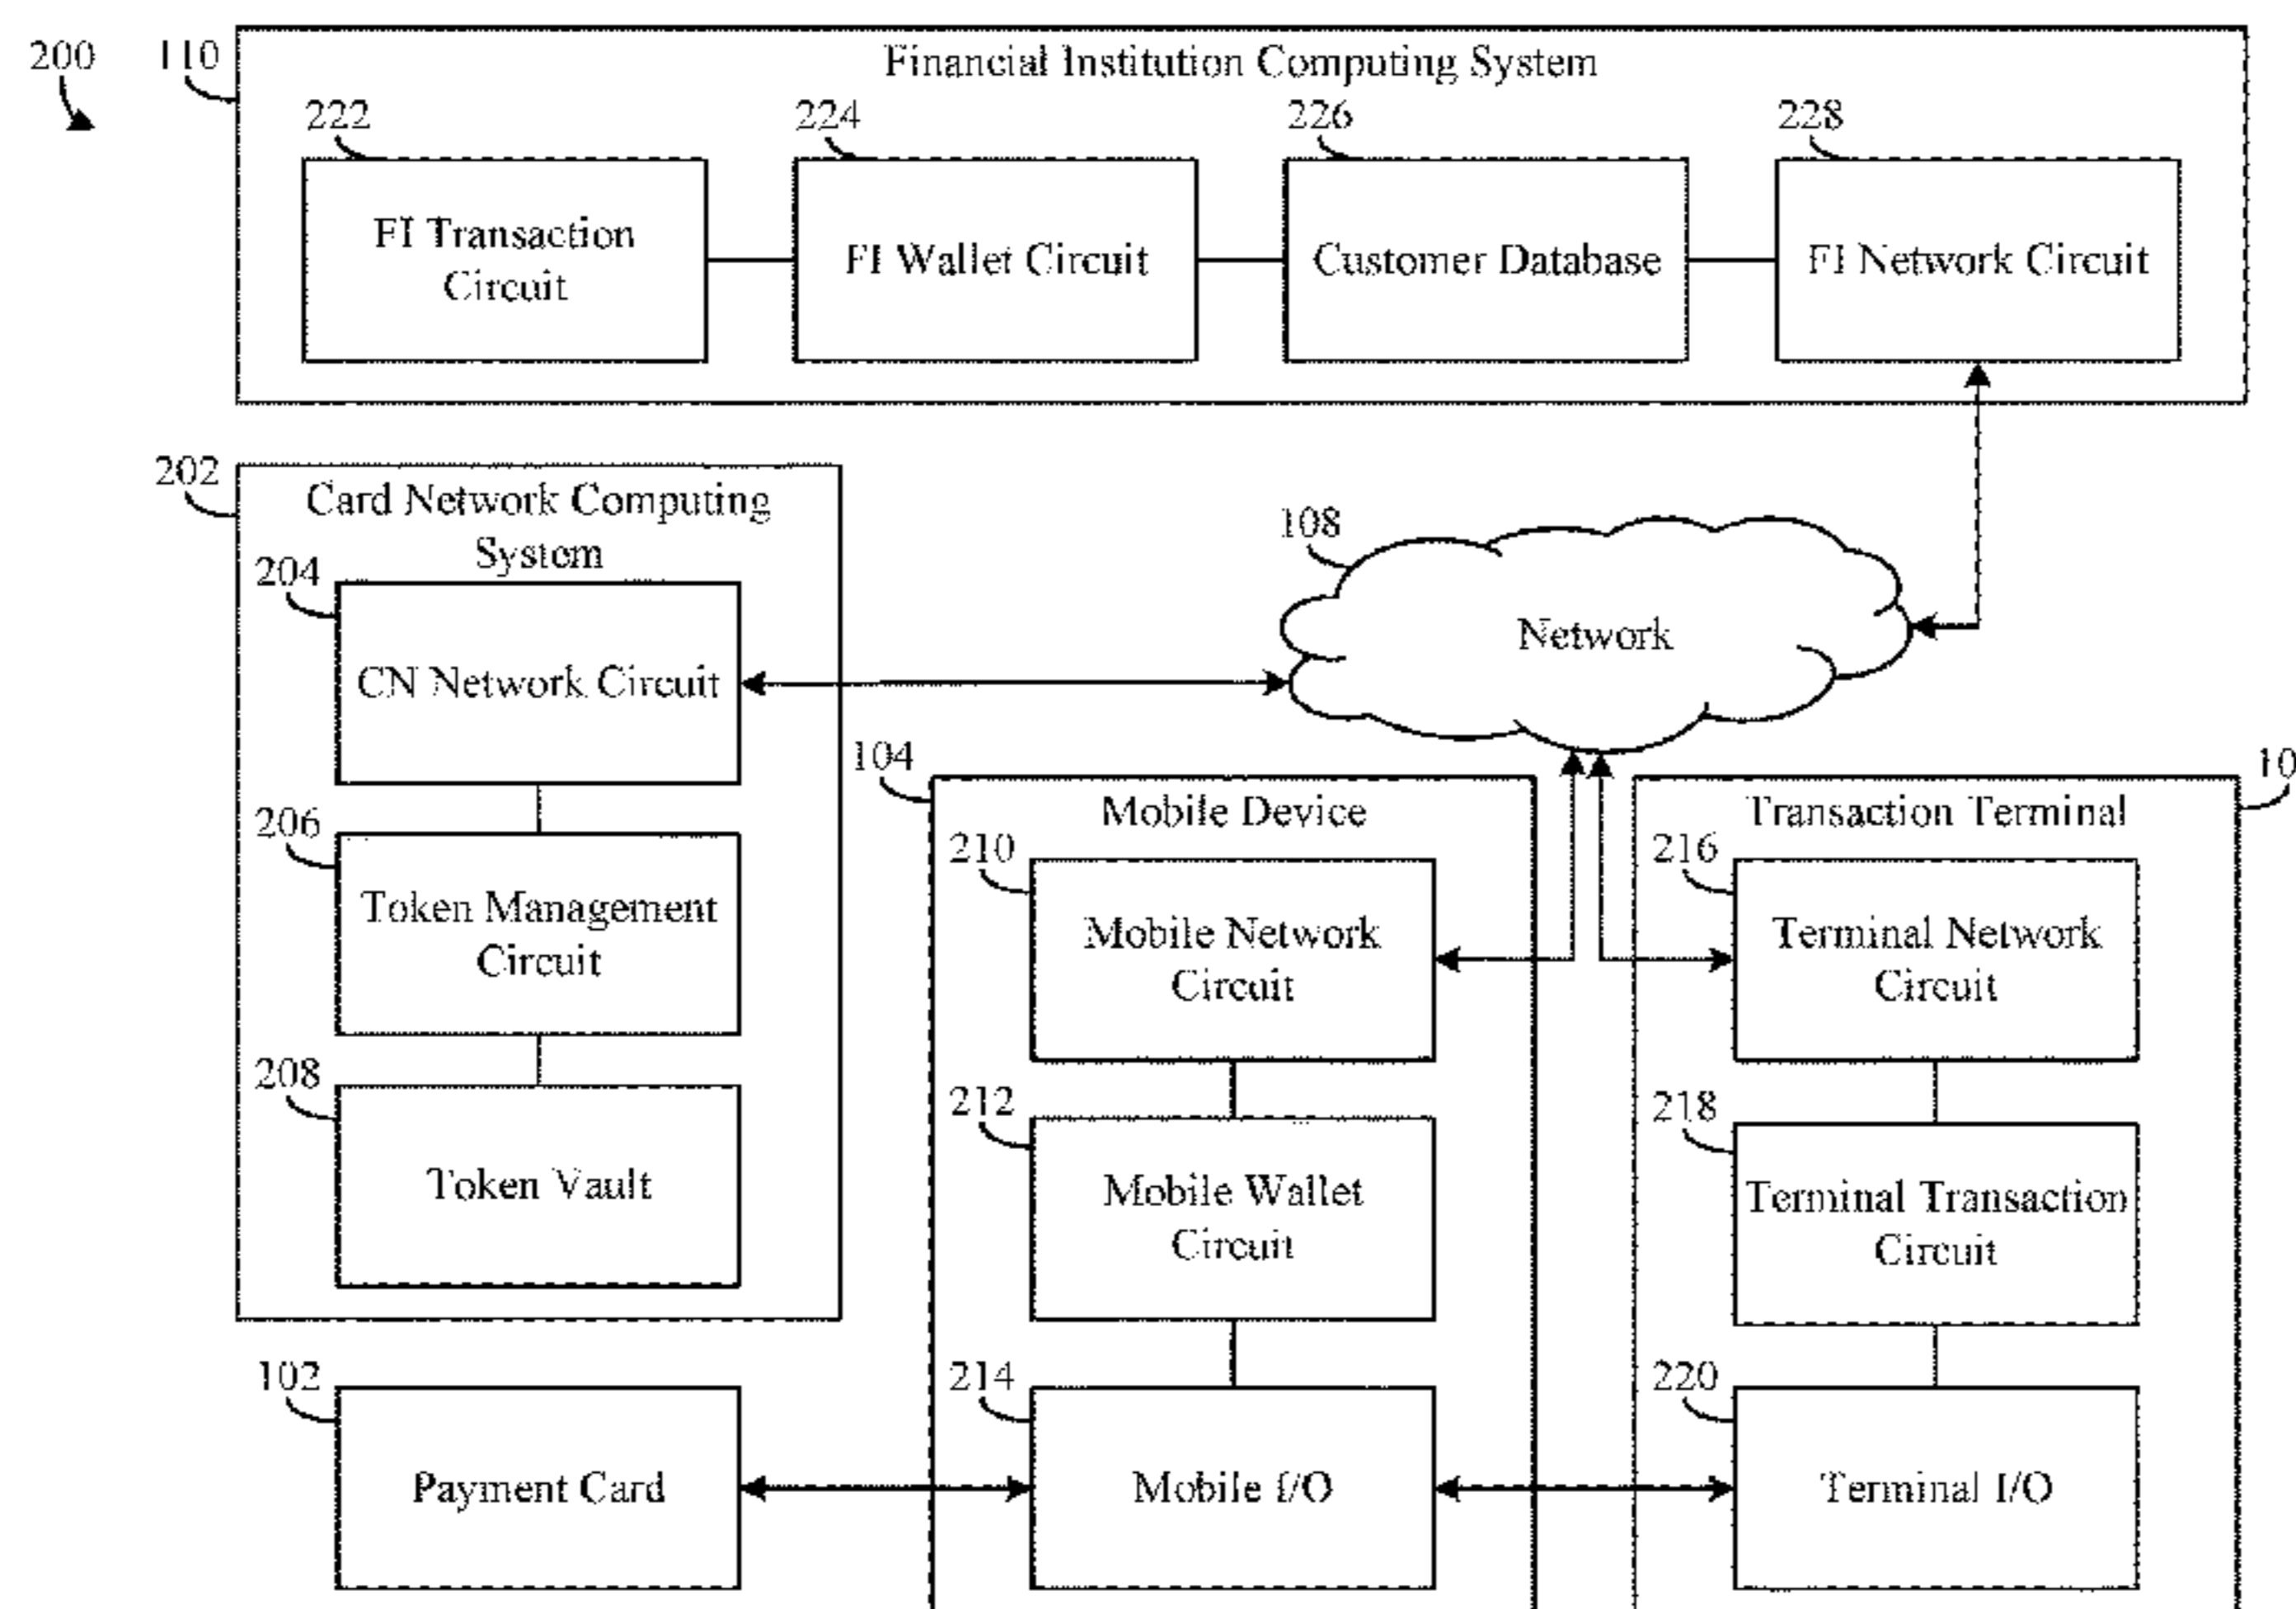 200
110
Financial Institution Computing System
222
224
226
228
FI Transaction
Circuit
FI Wallet Circuit
Customer Database
FI Network Circuit
202
Card Network Computing
System
204
CN Network Circuit
206
Token Management
Circuit
208
Token Vault
108
Network
104
Mobile Device
210
Mobile Network
Circuit
212
Mobile Wallet
Circuit
214
Mobile I/O
10
Transaction Terminal
216
Terminal Network
Circuit
218
Terminal Transaction
Circuit
220
Terminal I/O
102
Payment Card